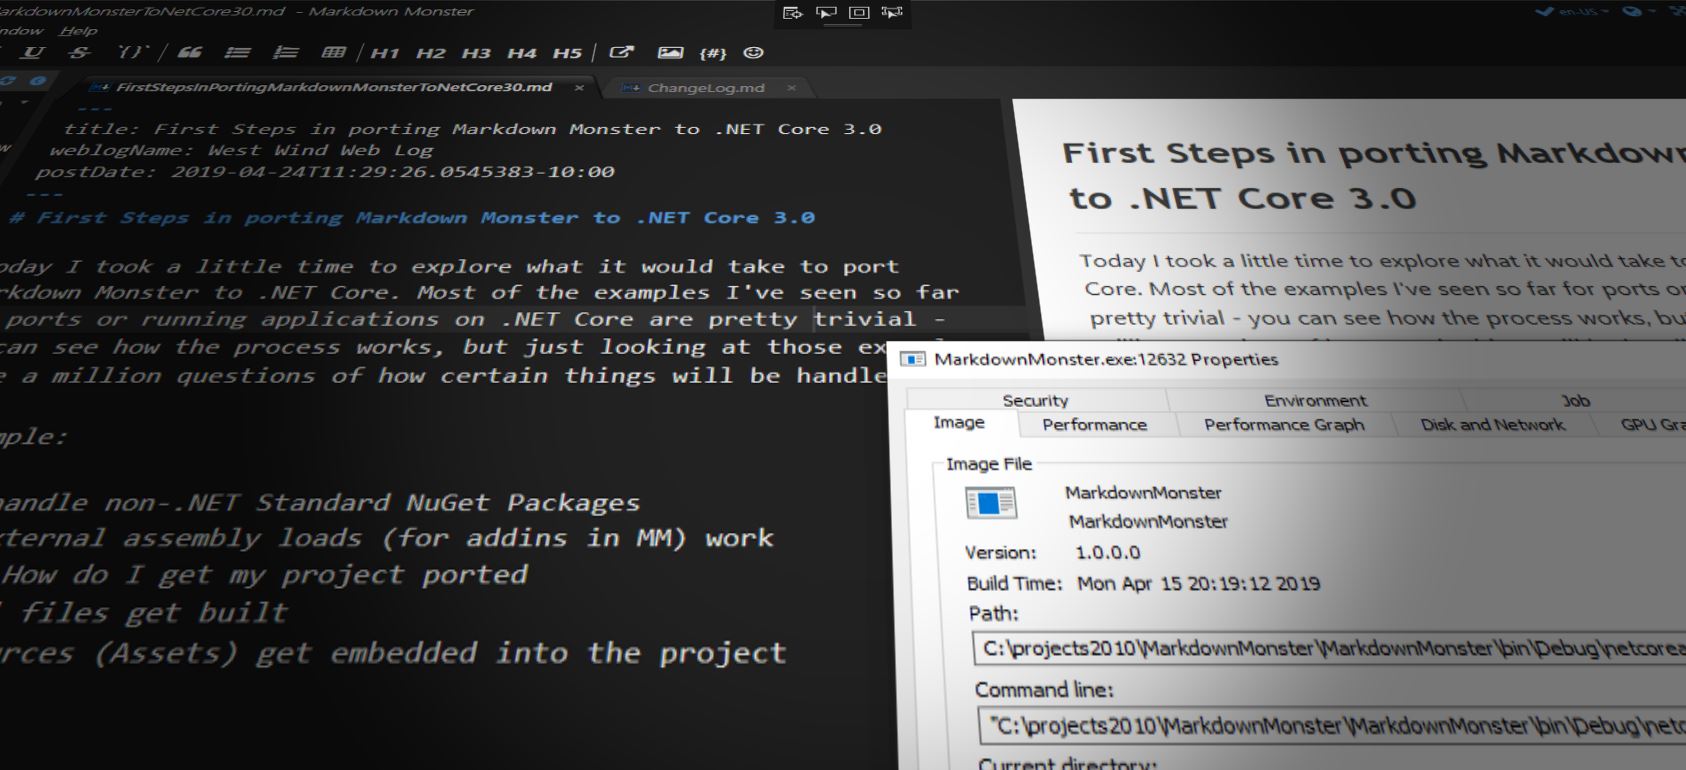 arkdownMonsterToNetCore30.md - Markdown Monster
en-US
ndow Help
U S H1 H2 H3 H4 H5 {#}
FirstStepsInPortingMarkdownMonsterToNetCore30.md × ChangeLog.md ×
---
title: First Steps in porting Markdown Monster to .NET Core 3.0
weblogName: West Wind Web Log
postDate: 2019-04-24T11:29:26.0545383-10:00
---
# First Steps in porting Markdown Monster to .NET Core 3.0
oday I took a little time to explore what it would take to port
rkdown Monster to .NET Core. Most of the examples I've seen so far
ports or running applications on .NET Core are pretty trivial -
can see how the process works, but just looking at those ex
e a million questions of how certain things will be handle
mple:
handle non-.NET Standard NuGet Packages
xternal assembly loads (for addins in MM) work
How do I get my project ported
files get built
urces (Assets) get embedded into the project
First Steps in porting Markdown
to .NET Core 3.0
Today I took a little time to explore what it would take to
Core. Most of the examples I've seen so far for ports or
pretty trivial - you can see how the process works, bu
MarkdownMonster.exe:12632 Properties
Security Environment Job
Image Performance Performance Graph Disk and Network GPU Gra
Image File
MarkdownMonster
MarkdownMonster
Version: 1.0.0.0
Build Time: Mon Apr 15 20:19:12 2019
Path:
C:\projects2010\MarkdownMonster\MarkdownMonster\bin\Debug\netcorea
Command line:
"C:\projects2010\MarkdownMonster\MarkdownMonster\bin\Debug\netc
Current directory: